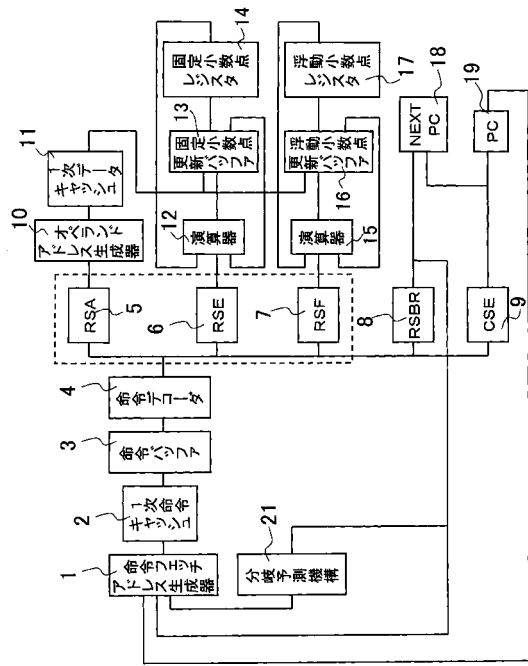 1
命令フェッチ
アドレス生成器
2
1次命令
キャッシュ
3
命令バッファ
4
命令デコーダ
21
分岐予測機構
5
RSA
6
RSE
7
RSF
8
RSBR
9
CSE
10
オペランド
アドレス生成器
11
1次データ
キャッシュ
12
演算器
13
固定小数点
更新バッファ
14
固定小数点
レジスタ
15
演算器
16
浮動小数点
更新バッファ
17
浮動小数点
レジスタ
18
NEXT
PC
19
PC